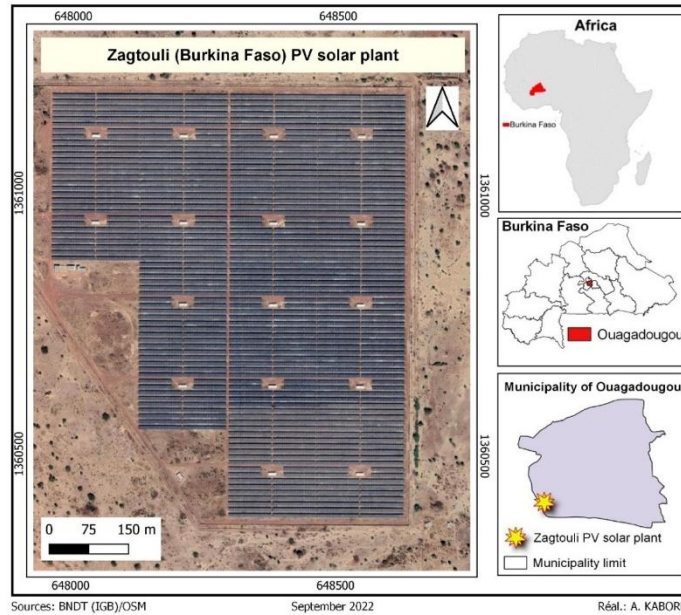 648000
648500
Zagtouli (Burkina Faso) PV solar plant
1361000
1361000
1360500
1360500
0 75 150 m
648000
648500
Africa
Burkina Faso
Burkina Faso
Ouagadougou
Municipality of Ouagadougou
Zagtouli PV solar plant
Municipality limit
Sources: BNDT (IGB)/OSM
September 2022
Réal.: A. KABOR